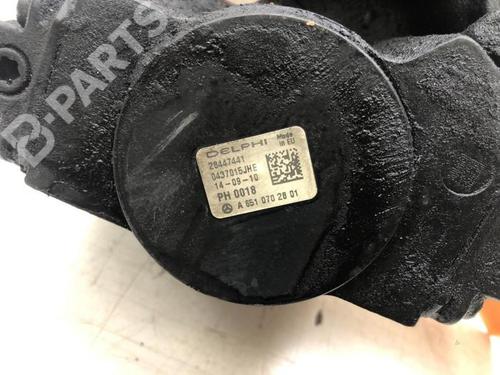 B-PARTS
DELPHI
Made
in EU
28447441
0437015JHE
14-09-10
PH 0018
A 651 070 28 01